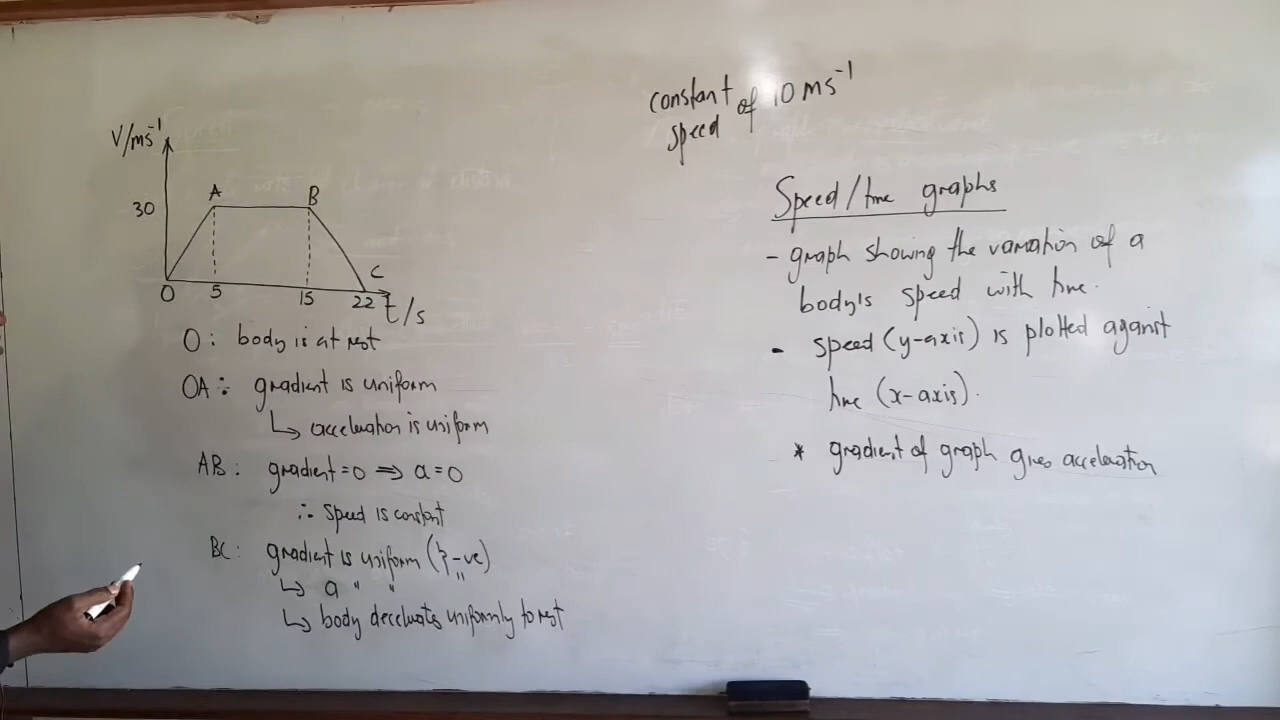 V/ms⁻¹
30
A
B
C
O
5
15
22
t/s
O: body is at rest
OA: gradient is uniform
↳ acceleration is uniform
AB: gradient = 0 ⇒ a = 0
∴ speed is constant
BC: gradient is uniform (& -ve)
↳ a " " "
↳ body decelerates uniformly to rest
constant
speed of 10 ms⁻¹
Speed/time graphs
- graph showing the variation of a
body's speed with time.
- speed (y-axis) is plotted against
time (x-axis).
* gradient of graph gives acceleration